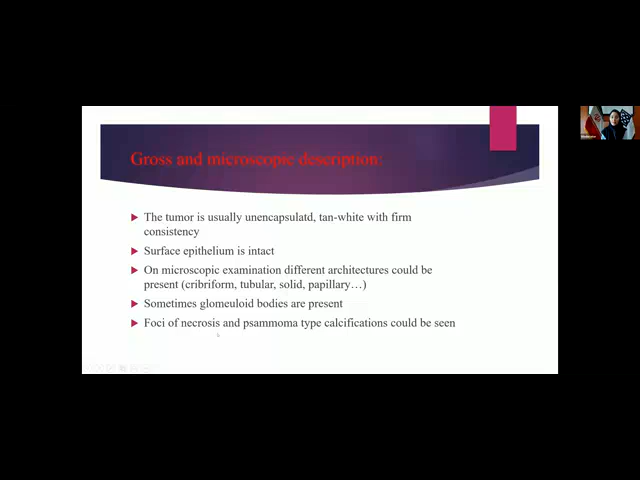 Gross and microscopic description:
The tumor is usually unencapsulatd, tan-white with firm
consistency
Surface epithelium is intact
On microscopic examination different architectures could be
present (cribriform, tubular, solid, papillary…)
Sometimes glomeuloid bodies are present
Foci of necrosis and psammoma type calcifications could be seen